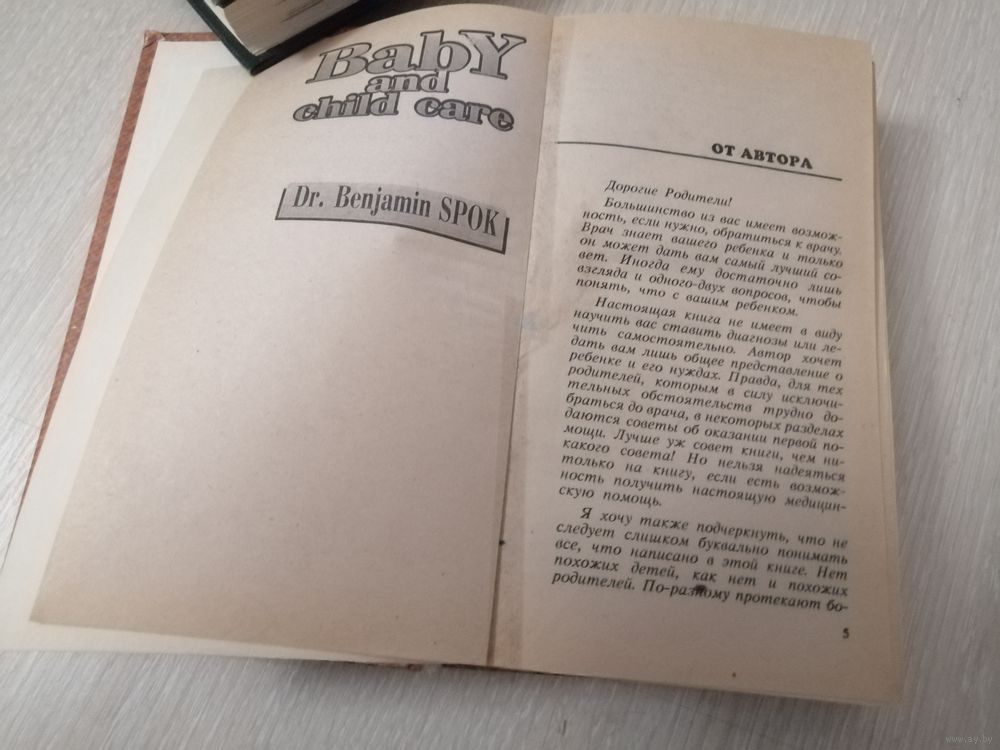 BabY
and
child care
Dr. Benjamin SPOK
ОТ АВТОРА
Дорогие Родители!
Большинство из вас имеет возмож-
ность, если нужно, обратиться к врачу.
Врач знает вашего ребенка и только
он может дать вам самый лучший со-
вет. Иногда ему достаточно лишь
взгляда и одного-двух вопросов, чтобы
понять, что с вашим ребенком.
Настоящая книга не имеет в виду
научить вас ставить диагнозы или ле-
чить самостоятельно. Автор хочет
дать вам лишь общее представление о
ребенке и его нуждах. Правда, для тех
родителей, которым в силу исключи-
тельных обстоятельств трудно до-
браться до врача, в некоторых разделах
даются советы об оказании первой по-
мощи. Лучше уж совет книги, чем ни-
какого совета! Но нельзя надеяться
только на книгу, если есть возмож-
ность получить настоящую медицин-
скую помощь.
Я хочу также подчеркнуть, что не
следует слишком буквально понимать
все, что написано в этой книге. Нет
похожих детей, как нет и похожих
родителей. По-разному протекают бо-
5
www.ay.by